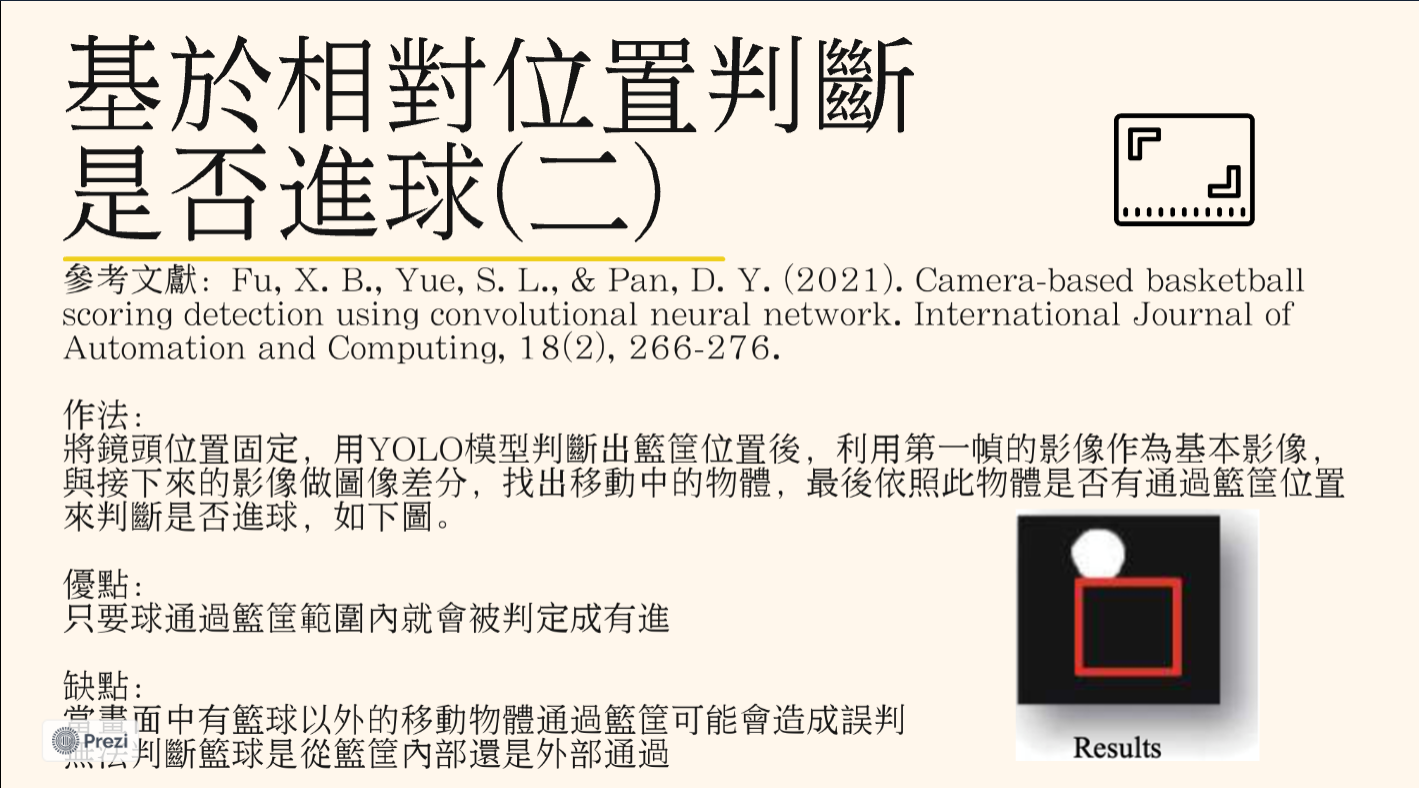 基於相對位置判斷
是否進球(二)
參考文獻：Fu, X. B., Yue, S. L., & Pan, D. Y. (2021). Camera-based basketball
scoring detection using convolutional neural network. International Journal of
Automation and Computing, 18(2), 266-276.
作法：
將鏡頭位置固定，用YOLO模型判斷出籃筐位置後，利用第一幀的影像作為基本影像，
與接下來的影像做圖像差分，找出移動中的物體，最後依照此物體是否有通過籃筐位置
來判斷是否進球，如下圖。
優點：
只要球通過籃筐範圍內就會被判定成有進
缺點：
當畫面中有籃球以外的移動物體通過籃筐可能會造成誤判
無法判斷籃球是從籃筐內部還是外部通過
Results
Prezi